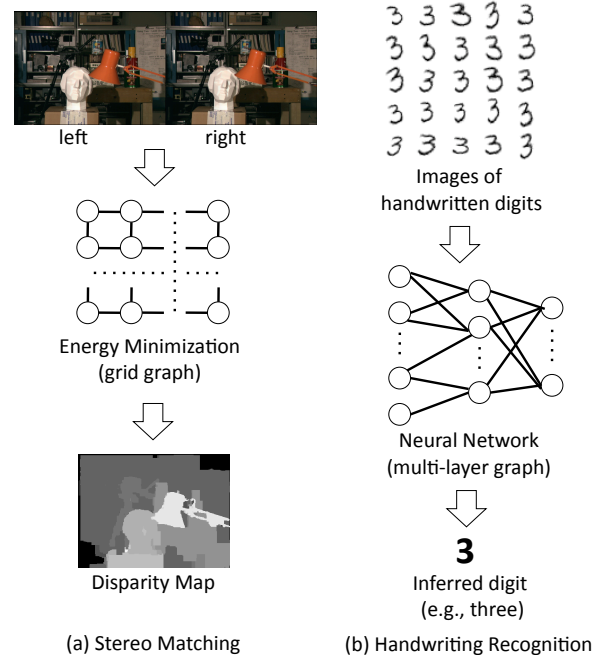 left
right
Energy Minimization
(grid graph)
Disparity Map
(a) Stereo Matching
3 3 3 3 3
3 3 3 3 3
3 3 3 3 3
3 3 3 3 3
3 3 3 3 3
Images of
handwritten digits
Neural Network
(multi-layer graph)
3
Inferred digit
(e.g., three)
(b) Handwriting Recognition